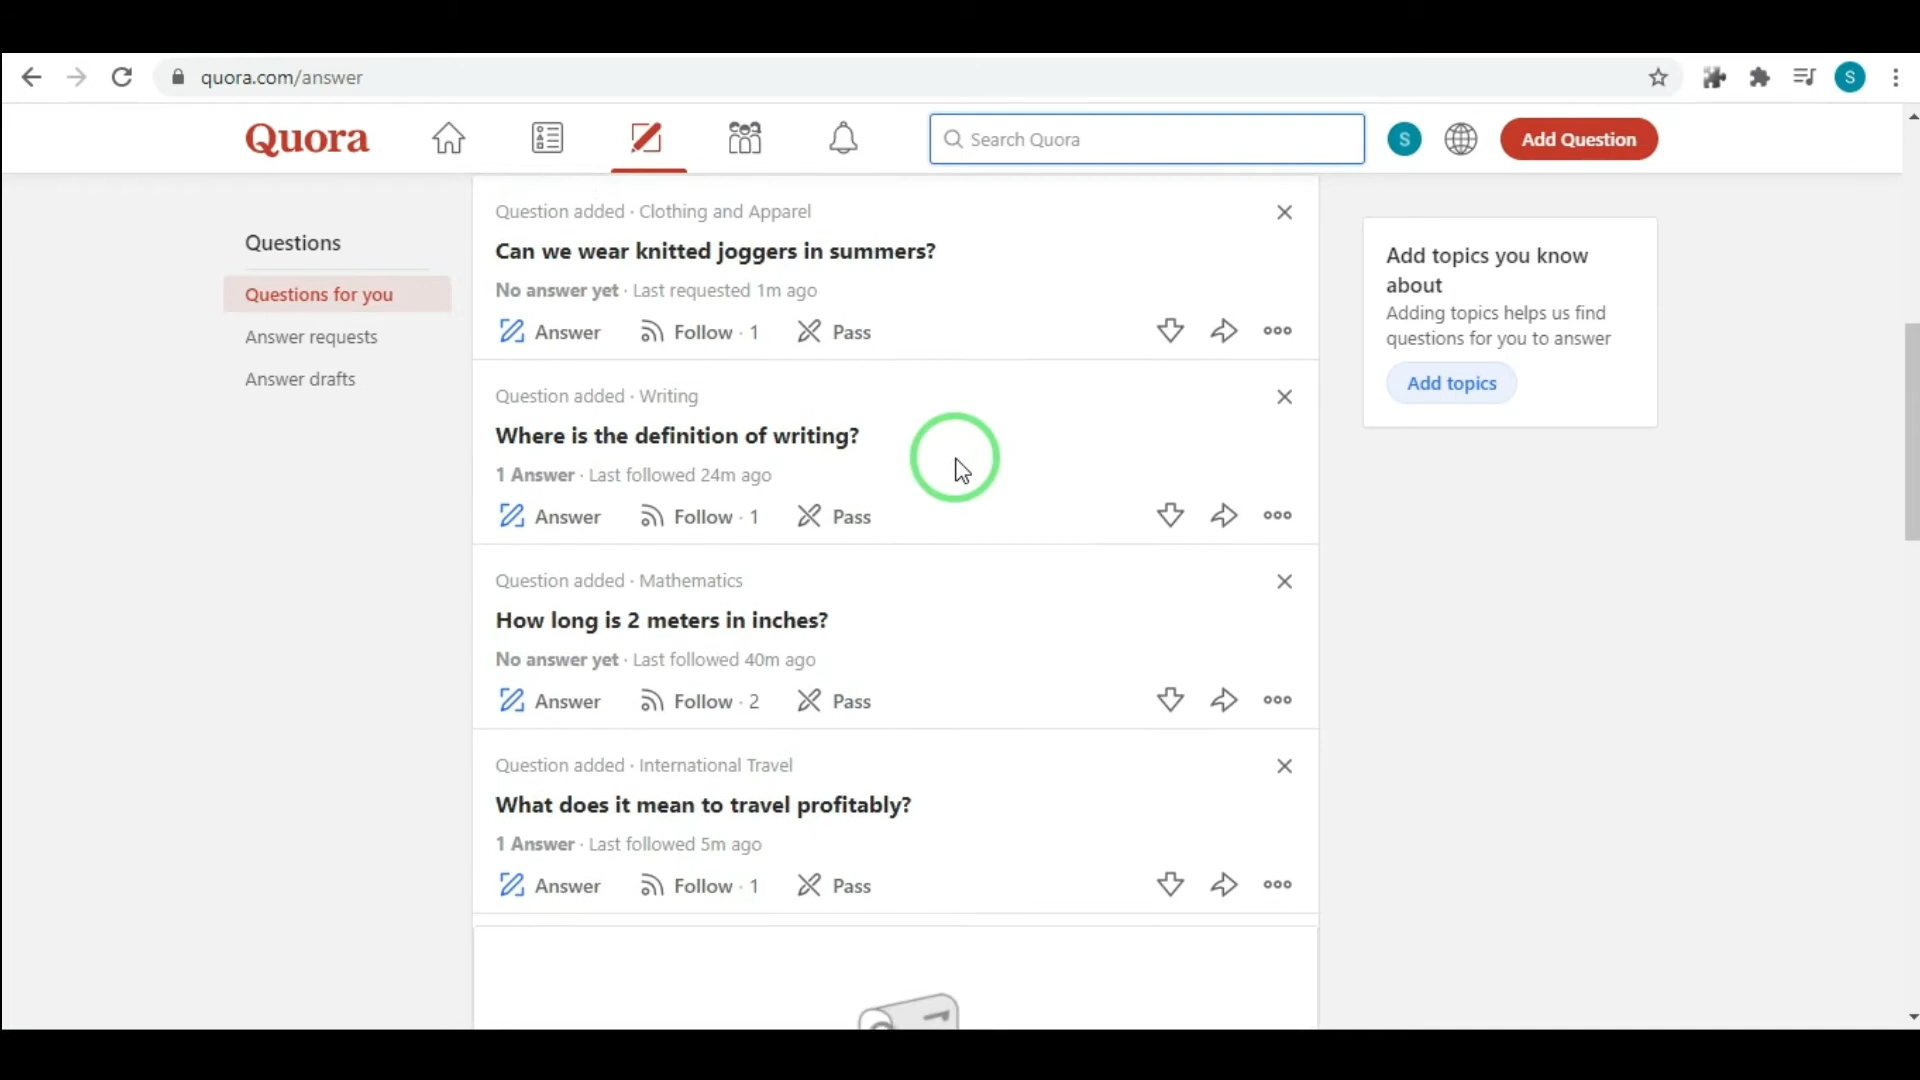 quora.com/answer
S
Quora
Search Quora
S
Add Question
Questions
Questions for you
Answer requests
Answer drafts
Question added · Clothing and Apparel
Can we wear knitted joggers in summers?
No answer yet · Last requested 1m ago
Answer Follow · 1 Pass
Question added · Writing
Where is the definition of writing?
1 Answer · Last followed 24m ago
Answer Follow · 1 Pass
Question added · Mathematics
How long is 2 meters in inches?
No answer yet · Last followed 40m ago
Answer Follow · 2 Pass
Question added · International Travel
What does it mean to travel profitably?
1 Answer · Last followed 5m ago
Answer Follow · 1 Pass
Add topics you know
about
Adding topics helps us find
questions for you to answer
Add topics